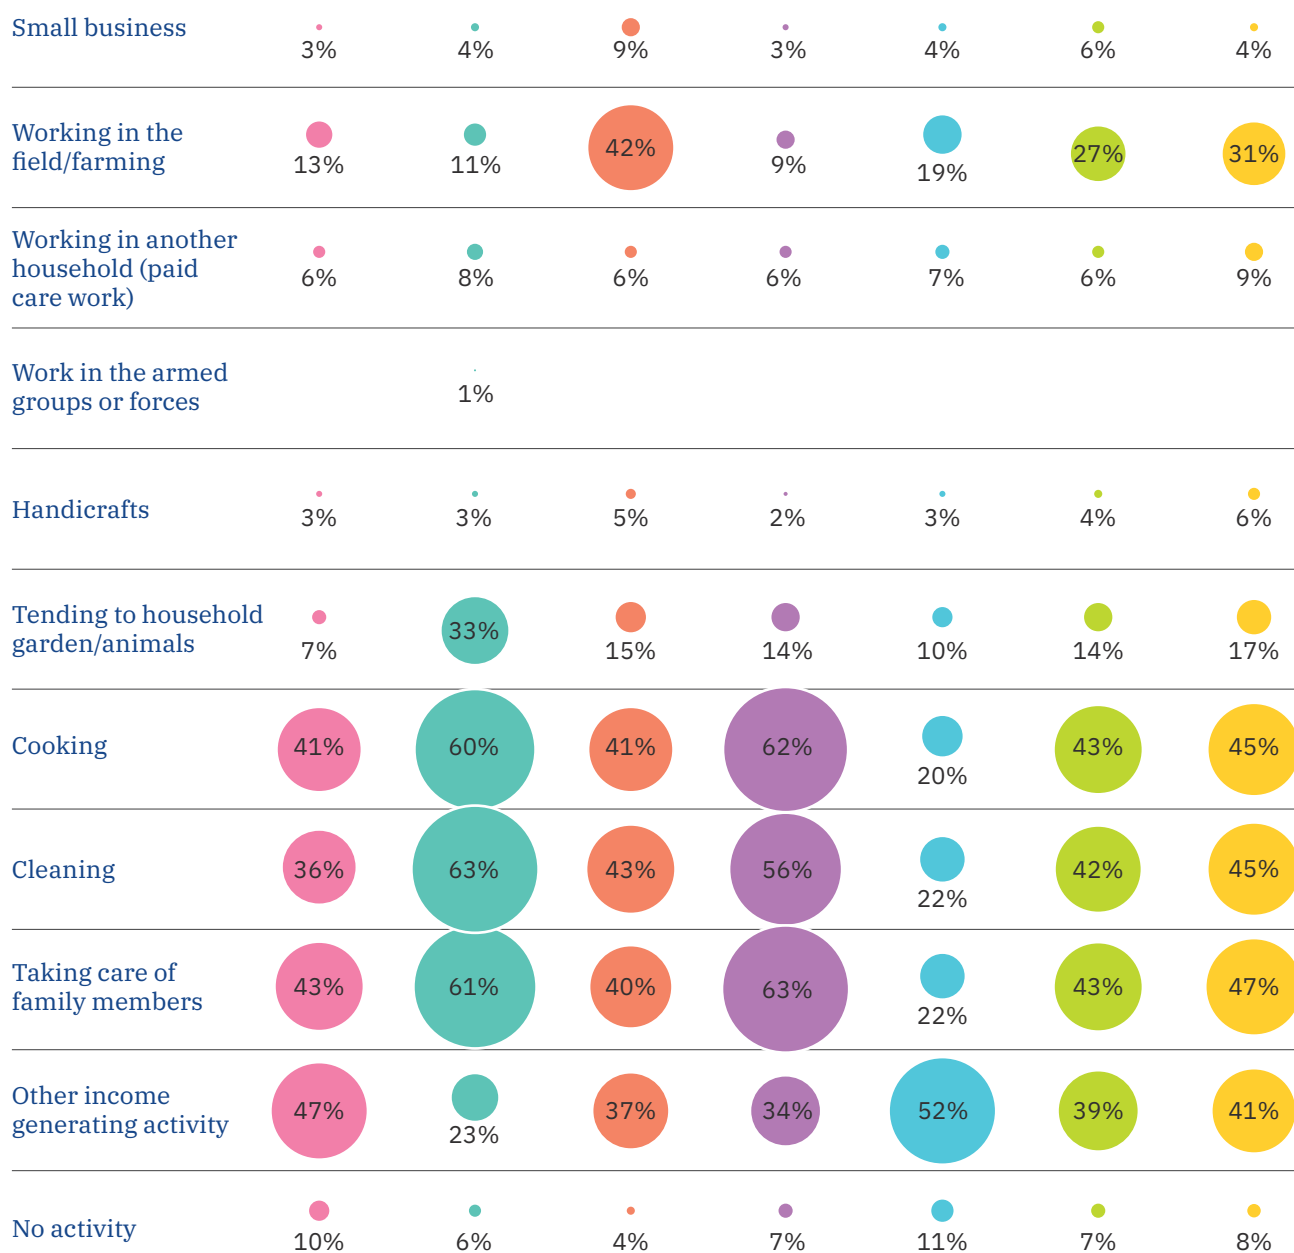 Small business
3% 4% 9% 3% 4% 6% 4%
Working in the
field/farming
13% 11% 42% 9% 19% 27% 31%
Working in another
household (paid
care work)
6% 8% 6% 6% 7% 6% 9%
Work in the armed
groups or forces
1%
Handicrafts
3% 3% 5% 2% 3% 4% 6%
Tending to household
garden/animals
7% 33% 15% 14% 10% 14% 17%
Cooking
41% 60% 41% 62% 20% 43% 45%
Cleaning
36% 63% 43% 56% 22% 42% 45%
Taking care of
family members
43% 61% 40% 63% 22% 43% 47%
Other income
generating activity
47% 23% 37% 34% 52% 39% 41%
No activity
10% 6% 4% 7% 11% 7% 8%